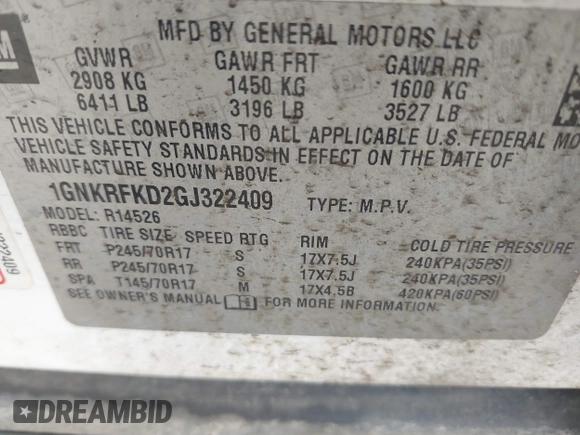 GM
MFD BY GENERAL MOTORS LLC
GVWR GAWR FRT GAWR RR
2908 KG 1450 KG 1600 KG
6411 LB 3196 LB 3527 LB
THIS VEHICLE CONFORMS TO ALL APPLICABLE U.S. FEDERAL MO
VEHICLE SAFETY STANDARDS IN EFFECT ON THE DATE OF
MANUFACTURE SHOWN ABOVE.
1GNKRFKD2GJ322409 TYPE: M.P.V.
MODEL: R14526
RBBC TIRE SIZE SPEED RTG RIM COLD TIRE PRESSURE
FRT P245/70R17 S 17X7.5J 240KPA(35PSI)
RR P245/70R17 S 17X7.5J 240KPA(35PSI)
SPA T145/70R17 M 17X4.5B 420KPA(60PSI)
SEE OWNER'S MANUAL FOR MORE INFORMATION.
DREAMBID